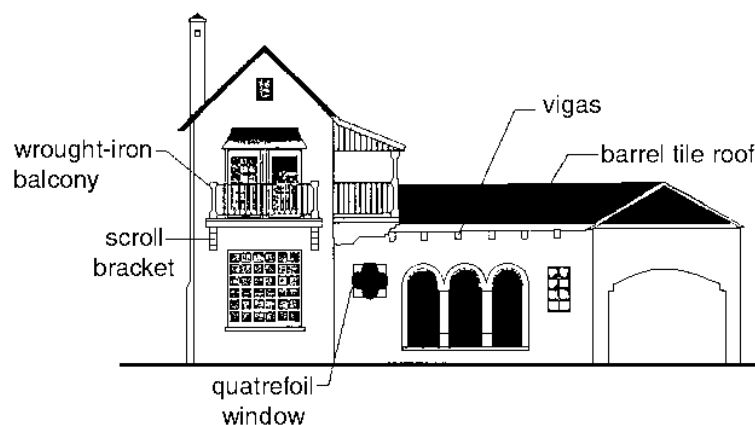 vigas
wrought-iron
balcony
barrel tile roof
scroll
bracket
quatrefoil
window